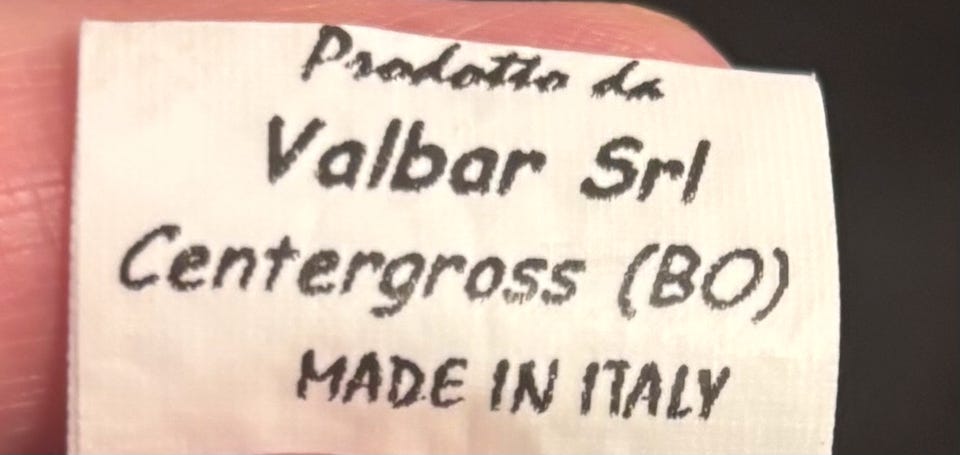 Prodotto da
Valbar Srl
Centergross (BO)
MADE IN ITALY